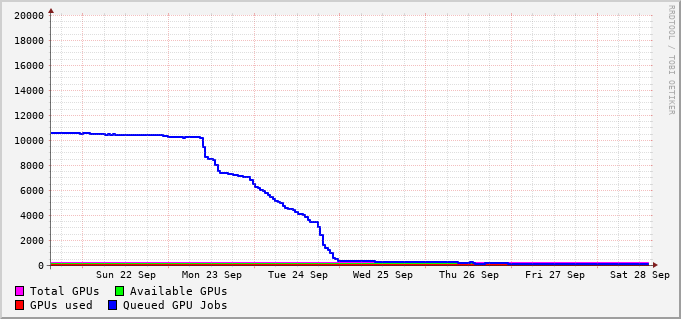 20000
18000
16000
14000
12000
10000
8000
6000
4000
2000
0
Sun 22 Sep Mon 23 Sep Tue 24 Sep Wed 25 Sep Thu 26 Sep Fri 27 Sep Sat 28 Sep
Total GPUs Available GPUs
GPUs used Queued GPU Jobs
RRDTOOL / TOBI OETIKER